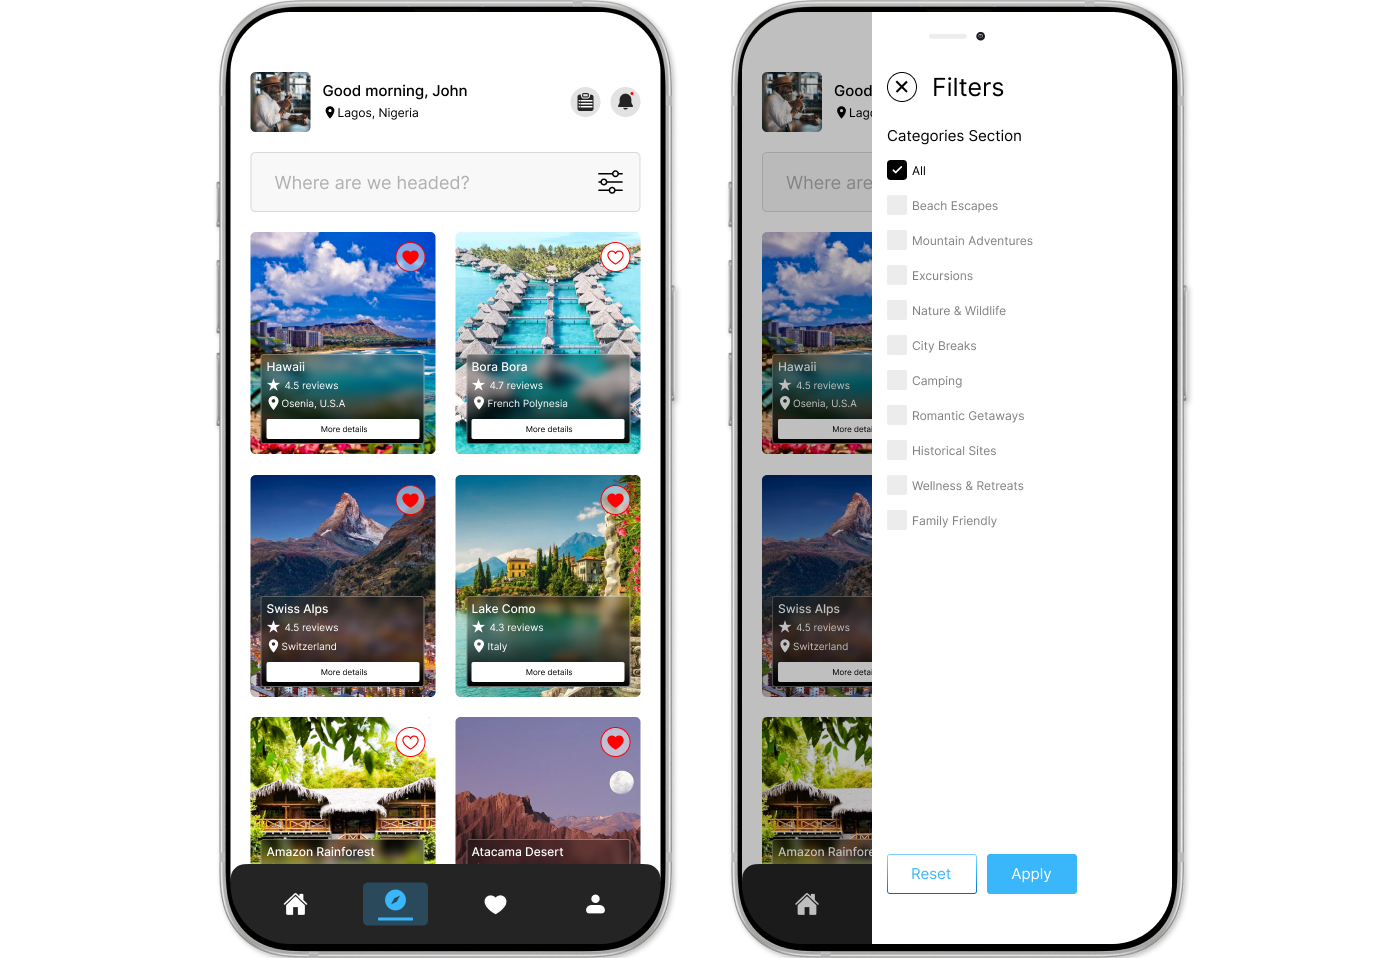 Good morning, John
Lagos, Nigeria
Where are we headed?
Hawaii
4.5 reviews
Osenia, U.S.A
More details
Bora Bora
4.7 reviews
French Polynesia
More details
Swiss Alps
4.5 reviews
Switzerland
More details
Lake Como
4.3 reviews
Italy
More details
Amazon Rainforest
Atacama Desert
Good
Lago
Where are
Hawaii
4.5 reviews
Osenia, U.S.A
More detai
Swiss Alps
4.5 reviews
Switzerland
More detai
Amazon Rainfore
Filters
Categories Section
All
Beach Escapes
Mountain Adventures
Excursions
Nature & Wildlife
City Breaks
Camping
Romantic Getaways
Historical Sites
Wellness & Retreats
Family Friendly
Reset
Apply